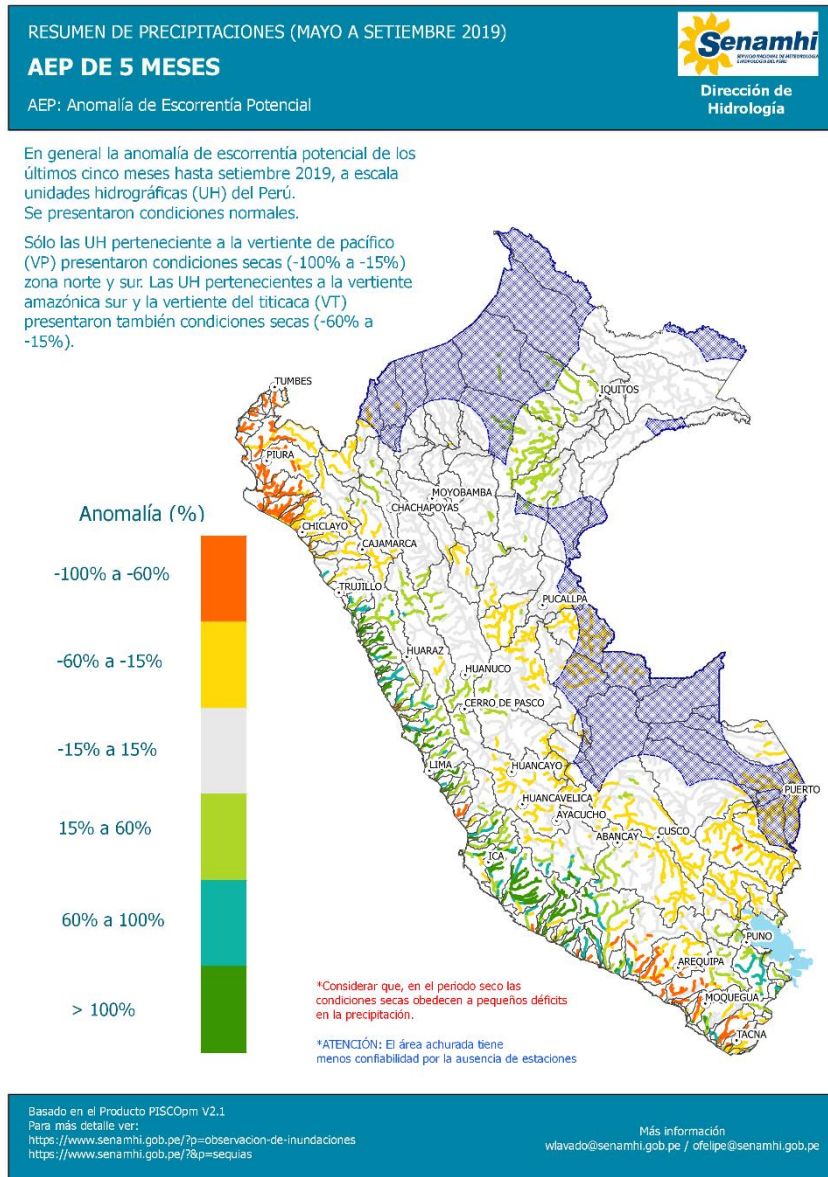 RESUMEN DE PRECIPITACIONES (MAYO A SETIEMBRE 2019)
AEP DE 5 MESES
AEP: Anomalía de Escorrentía Potencial
Senamhi
SERVICIO NACIONAL DE METEOROLOGÍA
E HIDROLOGÍA DEL PERÚ
Dirección de
Hidrología
En general la anomalía de escorrentía potencial de los
últimos cinco meses hasta setiembre 2019, a escala
unidades hidrográficas (UH) del Perú.
Se presentaron condiciones normales.
Sólo las UH perteneciente a la vertiente de pacífico
(VP) presentaron condiciones secas (-100% a -15%)
zona norte y sur. Las UH pertenecientes a la vertiente
amazónica sur y la vertiente del titicaca (VT)
presentaron también condiciones secas (-60% a
-15%).
TUMBES
IQUITOS
PIURA
MOYOBAMBA
CHACHAPOYAS
CHICLAYO
CAJAMARCA
TRUJILLO
PUCALLPA
HUARAZ
HUANUCO
CERRO DE PASCO
LIMA
HUANCAYO
PUERTO
HUANCAVELICA
AYACUCHO
ABANCAY
CUSCO
ICA
PUNO
AREQUIPA
MOQUEGUA
TACNA
Anomalía (%)
-100% a -60%
-60% a -15%
-15% a 15%
15% a 60%
60% a 100%
> 100%
*Considerar que, en el periodo seco las
condiciones secas obedecen a pequeños déficits
en la precipitación.
*ATENCIÓN: El área achurada tiene
menos confiabilidad por la ausencia de estaciones
Basado en el Producto PISCOpm V2.1
Para más detalle ver:
https://www.senamhi.gob.pe/?p=observacion-de-inundaciones
https://www.senamhi.gob.pe/?&p=sequias
Más información
wlavado@senamhi.gob.pe / ofelipe@senamhi.gob.pe